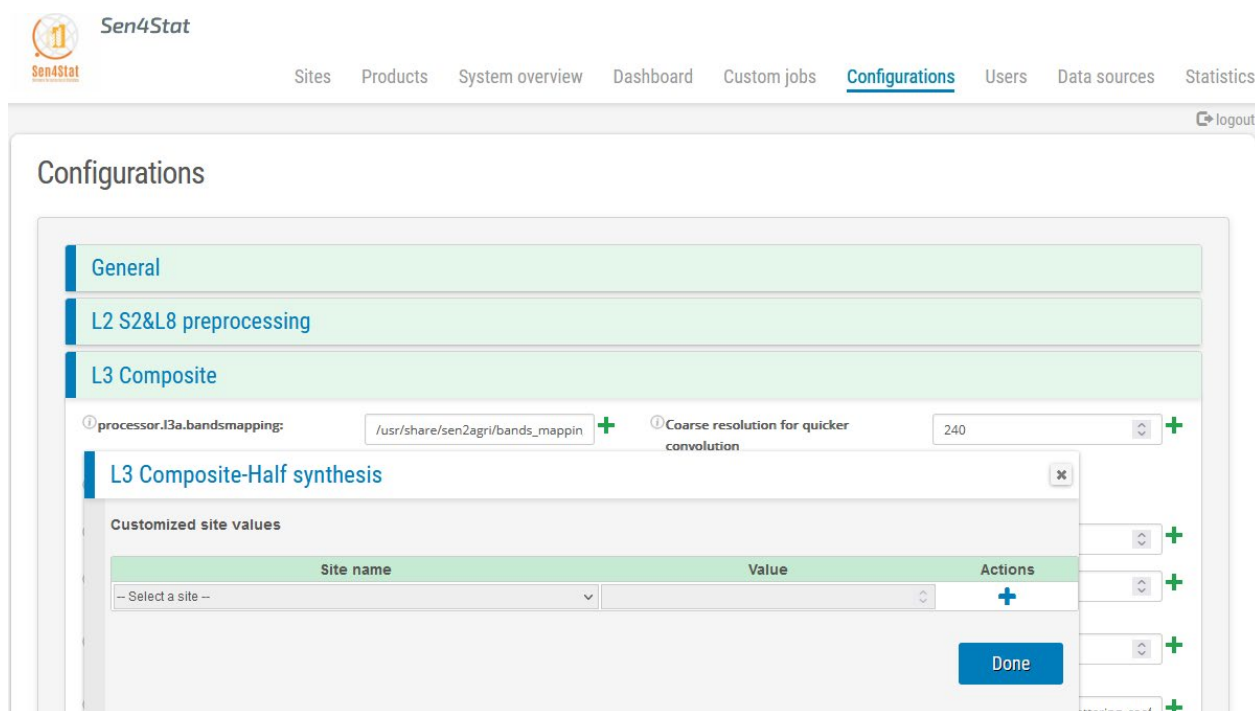 Sen4Stat
Sen4Stat
Sites Products System overview Dashboard Custom jobs Configurations Users Data sources Statistics
logout
Configurations
General
L2 S2&L8 preprocessing
L3 Composite
processor.l3a.bandsmapping: /usr/share/sen2agri/bands_mappin Coarse resolution for quicker convolution 240
L3 Composite-Half synthesis
Customized site values
Site name Value Actions
-- Select a site --
Done